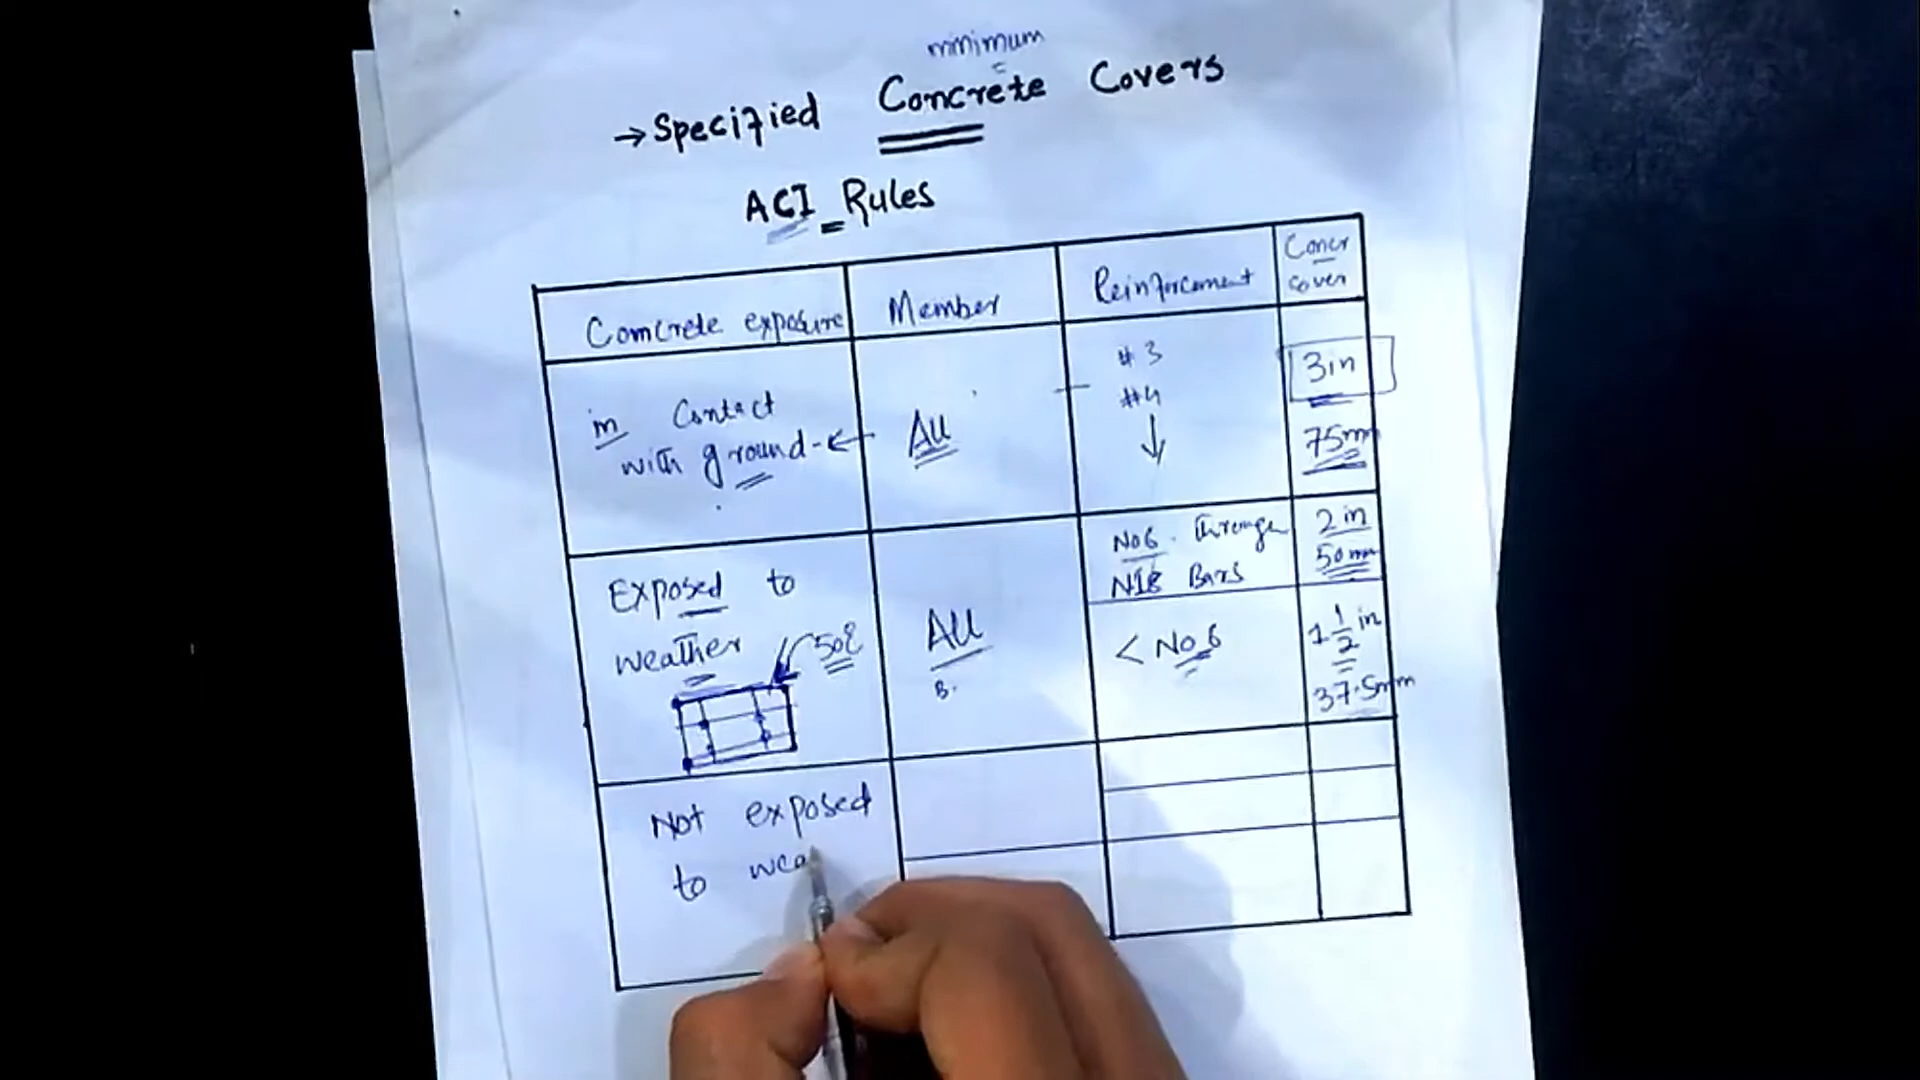 minimum
→ Specified Concrete Covers
ACI Rules
Concrete exposure Member Reinforcement Concr cover
in Contact
with ground
All
# 3
#4
3in
75mm
Exposed to
weather
50
All
B.
No6. through
N18 Bars
2 in
50mm
< No 6
1 1/2 in
37.5mm
Not exposed
to wea